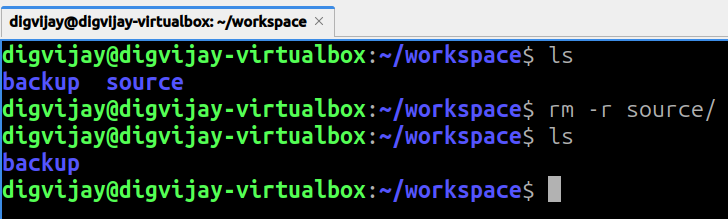 digvijay@digvijay-virtualbox: ~/workspace ×
digvijay@digvijay-virtualbox:~/workspace$ ls
backup  source
digvijay@digvijay-virtualbox:~/workspace$ rm -r source/
digvijay@digvijay-virtualbox:~/workspace$ ls
backup
digvijay@digvijay-virtualbox:~/workspace$